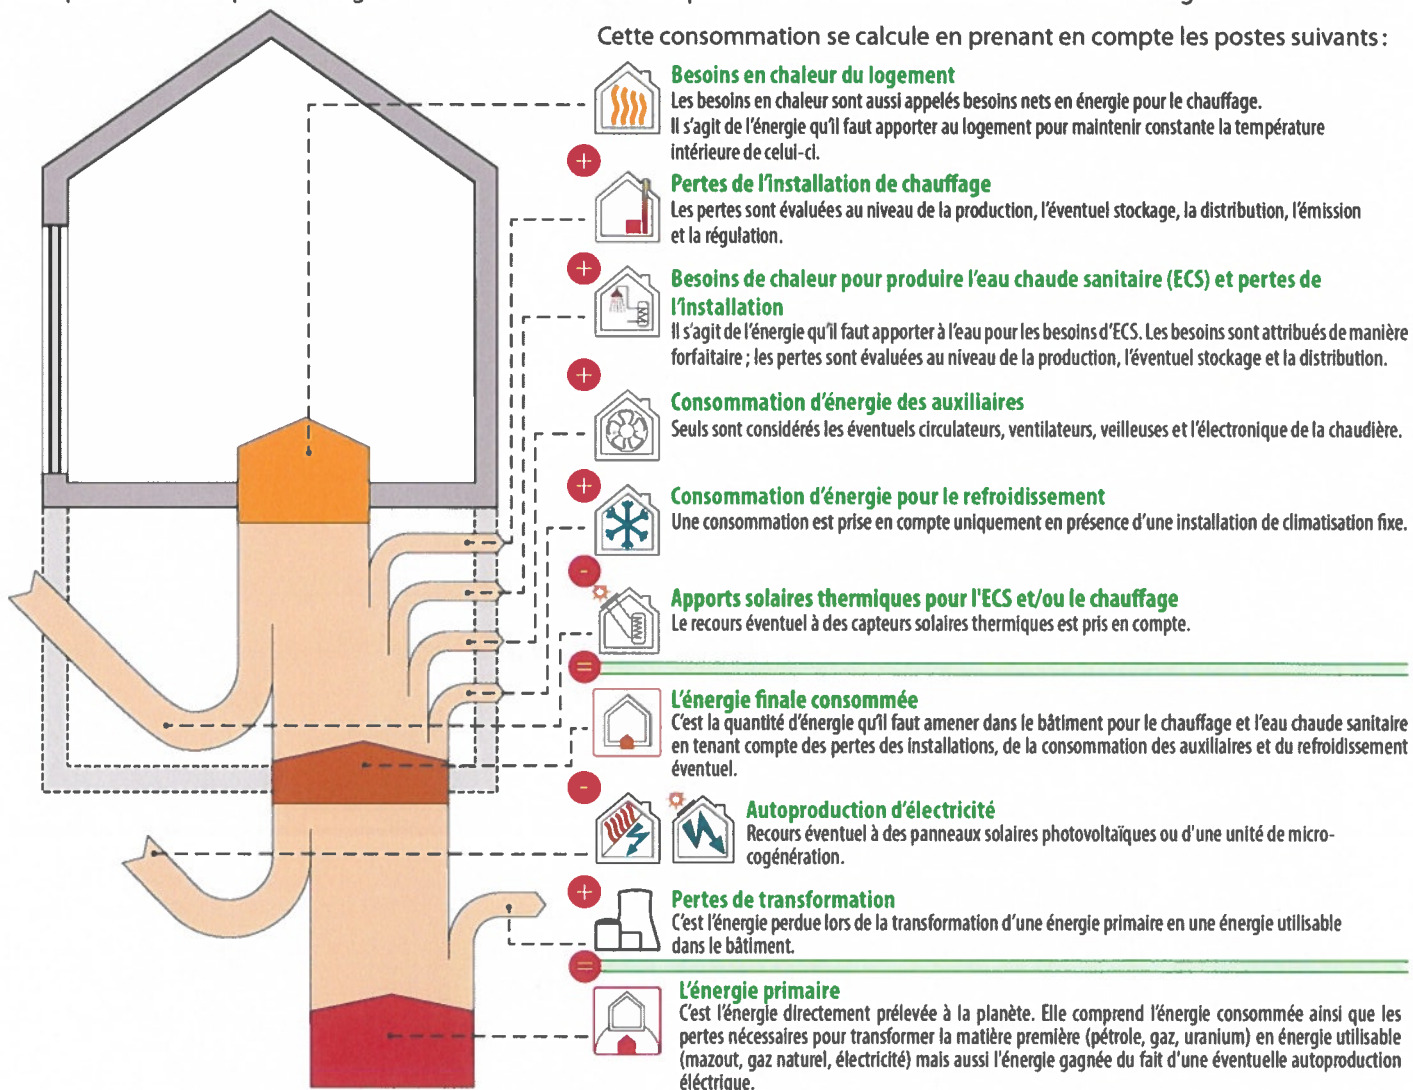 Cette consommation se calcule en prenant en compte les postes suivants :
Besoins en chaleur du logement
Les besoins en chaleur sont aussi appelés besoins nets en énergie pour le chauffage.
Il s'agit de l'énergie qu'il faut apporter au logement pour maintenir constante la température
intérieure de celui-ci.
+
Pertes de l'installation de chauffage
Les pertes sont évaluées au niveau de la production, l'éventuel stockage, la distribution, l'émission
et la régulation.
+
Besoins de chaleur pour produire l'eau chaude sanitaire (ECS) et pertes de
l'installation
Il s'agit de l'énergie qu'il faut apporter à l'eau pour les besoins d'ECS. Les besoins sont attribués de manière
forfaitaire ; les pertes sont évaluées au niveau de la production, l'éventuel stockage et la distribution.
+
Consommation d'énergie des auxiliaires
Seuls sont considérés les éventuels circulateurs, ventilateurs, veilleuses et l'électronique de la chaudière.
+
Consommation d'énergie pour le refroidissement
Une consommation est prise en compte uniquement en présence d'une installation de climatisation fixe.
-
Apports solaires thermiques pour l'ECS et/ou le chauffage
Le recours éventuel à des capteurs solaires thermiques est pris en compte.
=
L'énergie finale consommée
C'est la quantité d'énergie qu'il faut amener dans le bâtiment pour le chauffage et l'eau chaude sanitaire
en tenant compte des pertes des installations, de la consommation des auxiliaires et du refroidissement
éventuel.
-
Autoproduction d'électricité
Recours éventuel à des panneaux solaires photovoltaïques ou d'une unité de micro-
cogénération.
+
Pertes de transformation
C'est l'énergie perdue lors de la transformation d'une énergie primaire en une énergie utilisable
dans le bâtiment.
=
L'énergie primaire
C'est l'énergie directement prélevée à la planète. Elle comprend l'énergie consommée ainsi que les
pertes nécessaires pour transformer la matière première (pétrole, gaz, uranium) en énergie utilisable
(mazout, gaz naturel, électricité) mais aussi l'énergie gagnée du fait d'une éventuelle autoproduction
éléctrique.